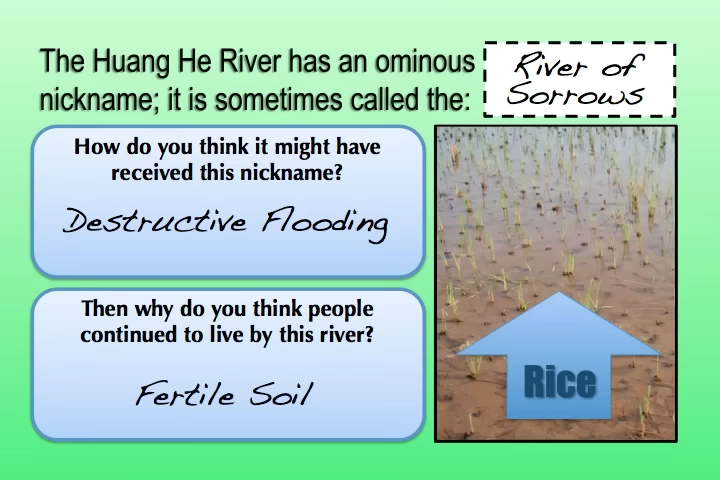 The Huang He River has an ominous
nickname; it is sometimes called the:
River of
Sorrows
How do you think it might have
received this nickname?
Destructive Flooding
Then why do you think people
continued to live by this river?
Fertile Soil
Rice